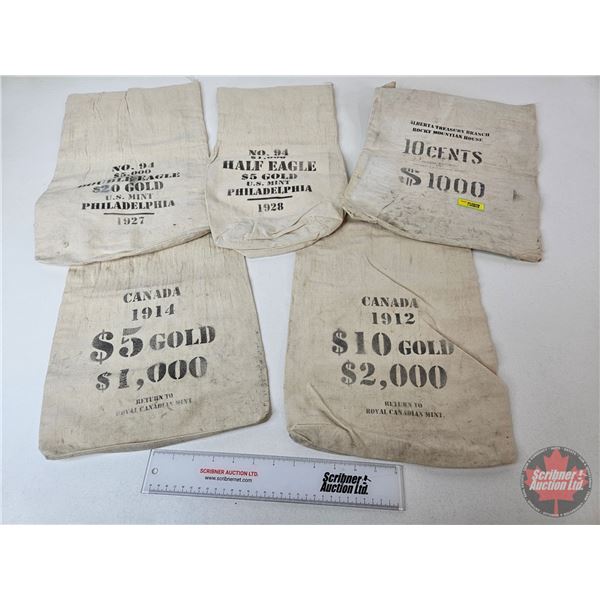 NO. 94
$5,000
DOUBLE EAGLE
$20 GOLD
U.S. MINT
PHILADELPHIA
1927
NO. 94
HALF EAGLE
$5 GOLD
U.S. MINT
PHILADELPHIA
1928
ALBERTA TREASURY BRANCH
ROCKY MOUNTIAN HOUSE
10 CENTS
$1000
CANADA
1914
$5 GOLD
$1,000
RETURN TO
ROYAL CANADIAN MINT.
CANADA
1912
$10 GOLD
$2,000
RETURN TO
ROYAL CANADIAN MINT.
SCRIBNER AUCTION LTD.
www.scribnernet.com
Scribner
Auction Ltd.
Scribner
Auction Ltd.